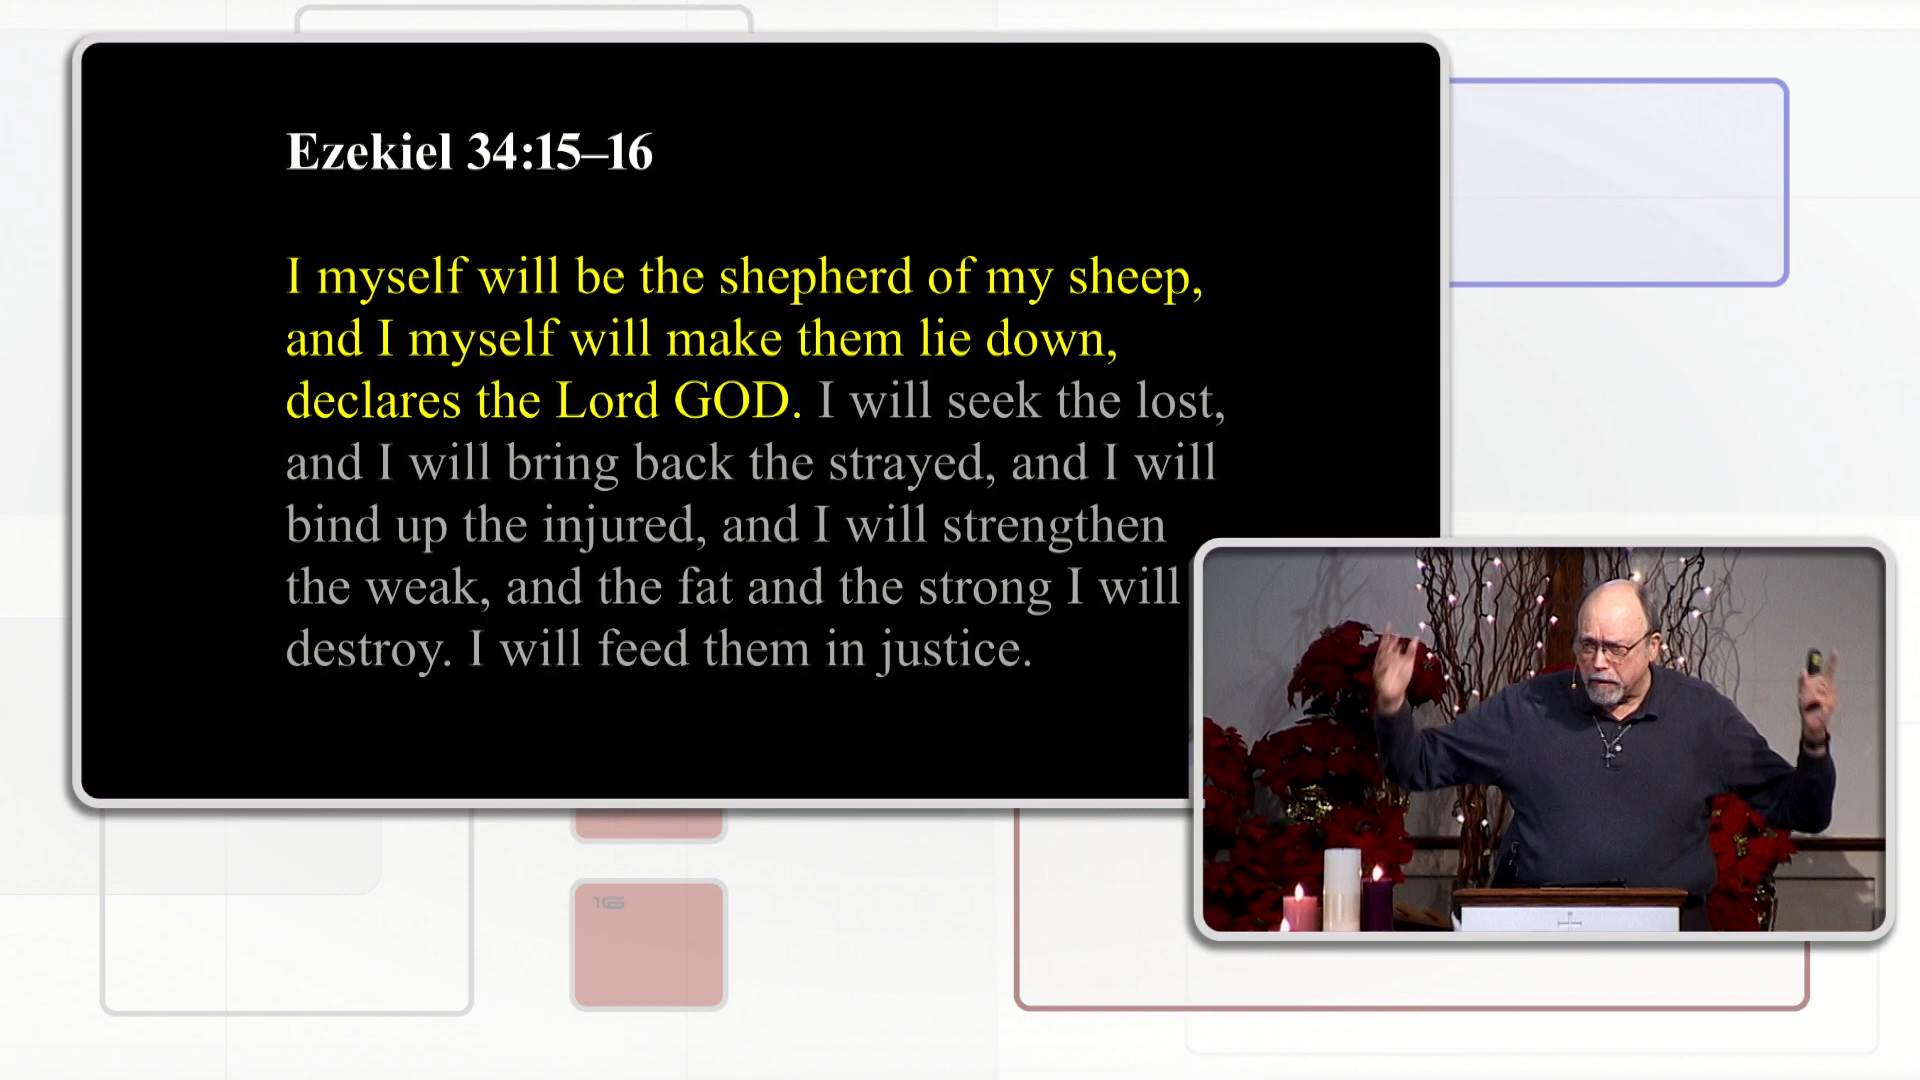 Ezekiel 34:15–16
I myself will be the shepherd of my sheep,
and I myself will make them lie down,
declares the Lord GOD. I will seek the lost,
and I will bring back the strayed, and I will
bind up the injured, and I will strengthen
the weak, and the fat and the strong I will
destroy. I will feed them in justice.
16